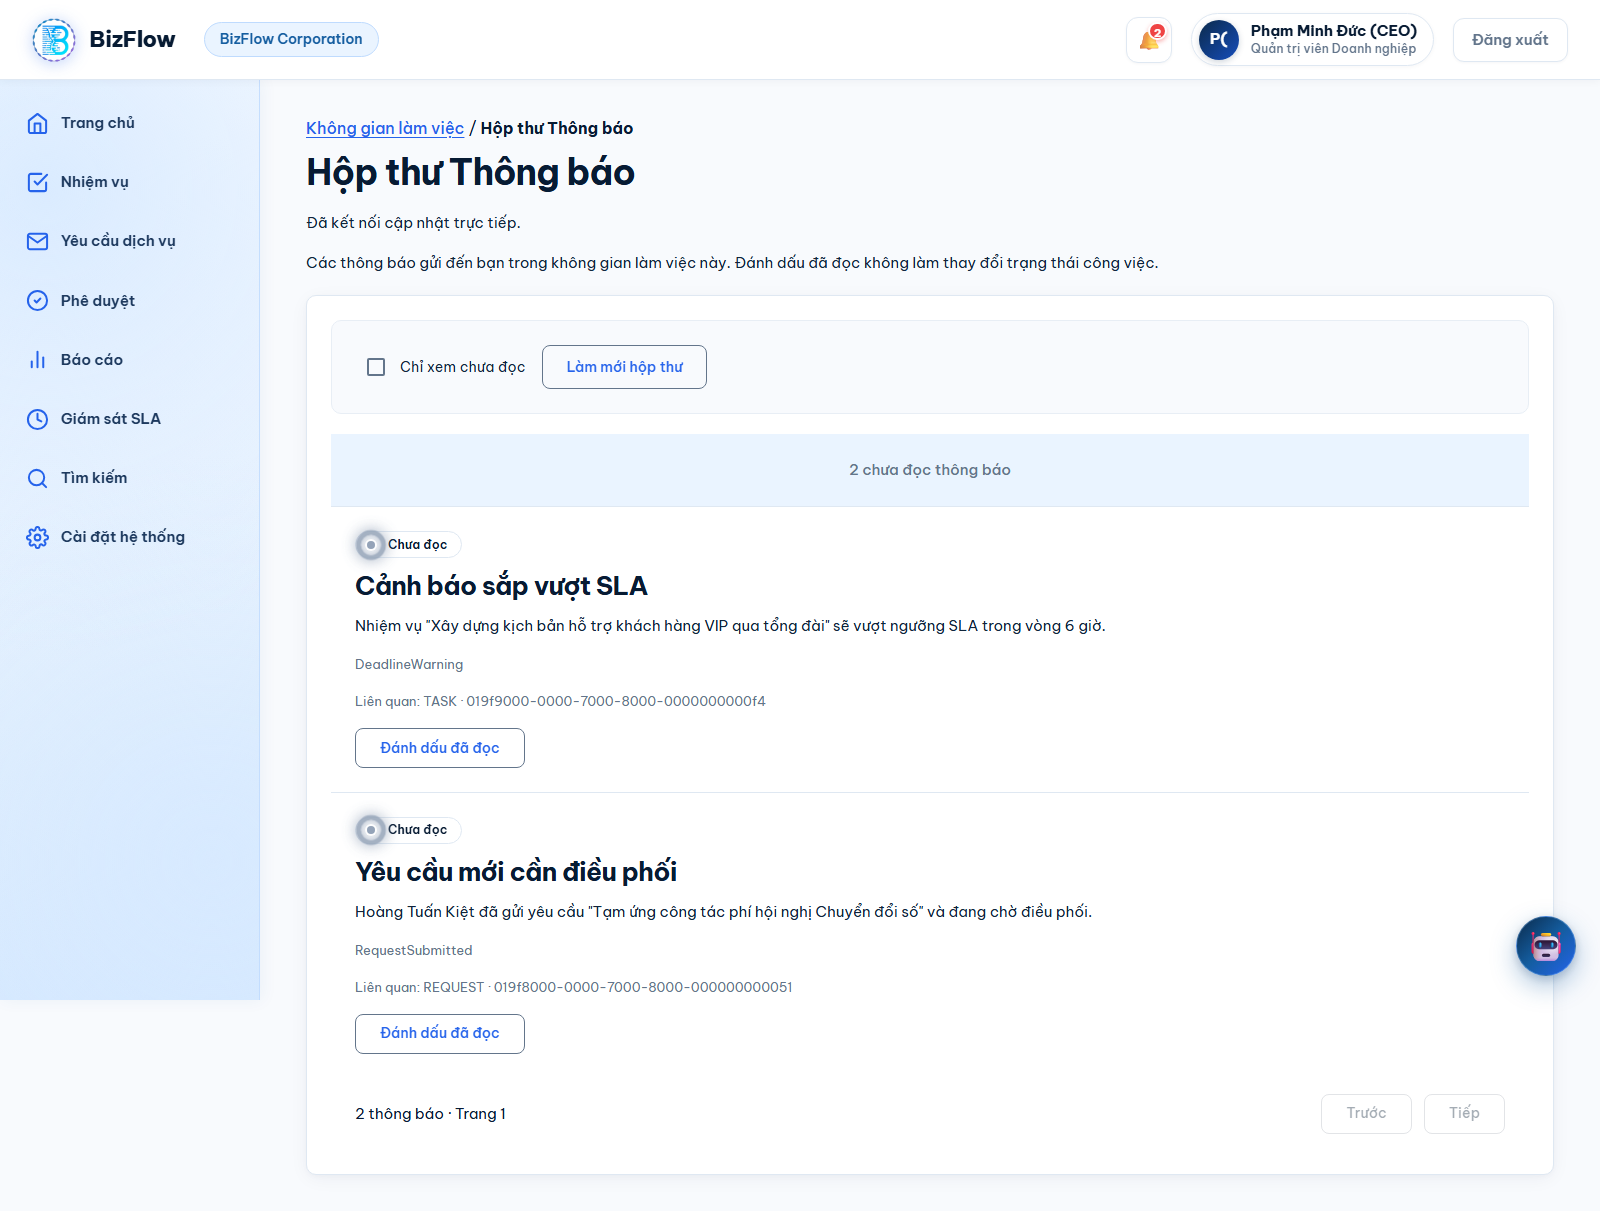 BizFlow
BizFlow Corporation
2
P(
Phạm Minh Đức (CEO)
Quản trị viên Doanh nghiệp
Đăng xuất
Trang chủ
Nhiệm vụ
Yêu cầu dịch vụ
Phê duyệt
Báo cáo
Giám sát SLA
Tìm kiếm
Cài đặt hệ thống
Không gian làm việc / Hộp thư Thông báo
Hộp thư Thông báo
Đã kết nối cập nhật trực tiếp.
Các thông báo gửi đến bạn trong không gian làm việc này. Đánh dấu đã đọc không làm thay đổi trạng thái công việc.
Chỉ xem chưa đọc
Làm mới hộp thư
2 chưa đọc thông báo
Chưa đọc
Cảnh báo sắp vượt SLA
Nhiệm vụ "Xây dựng kịch bản hỗ trợ khách hàng VIP qua tổng đài" sẽ vượt ngưỡng SLA trong vòng 6 giờ.
DeadlineWarning
Liên quan: TASK · 019f9000-0000-7000-8000-0000000000f4
Đánh dấu đã đọc
Chưa đọc
Yêu cầu mới cần điều phối
Hoàng Tuấn Kiệt đã gửi yêu cầu "Tạm ứng công tác phí hội nghị Chuyển đổi số" và đang chờ điều phối.
RequestSubmitted
Liên quan: REQUEST · 019f8000-0000-7000-8000-000000000051
Đánh dấu đã đọc
2 thông báo · Trang 1
Trước
Tiếp